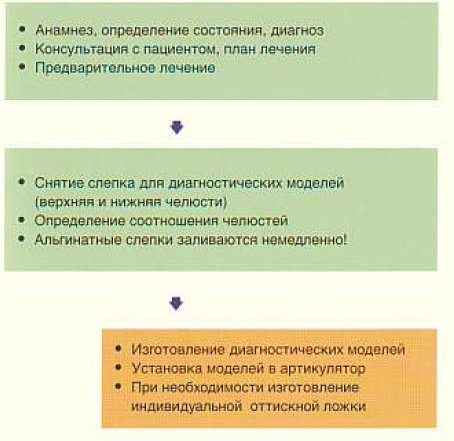 • Анамнез, определение состояния, диагноз
• Консультация с пациентом, план лечения
• Предварительное лечение
• Снятие слепка для диагностических моделей
(верхняя и нижняя челюсти)
• Определение соотношения челюстей
• Альгинатные слепки заливаются немедленно!
• Изготовление диагностических моделей
• Установка моделей в артикулятор
• При необходимости изготовление
индивидуальной оттискной ложки